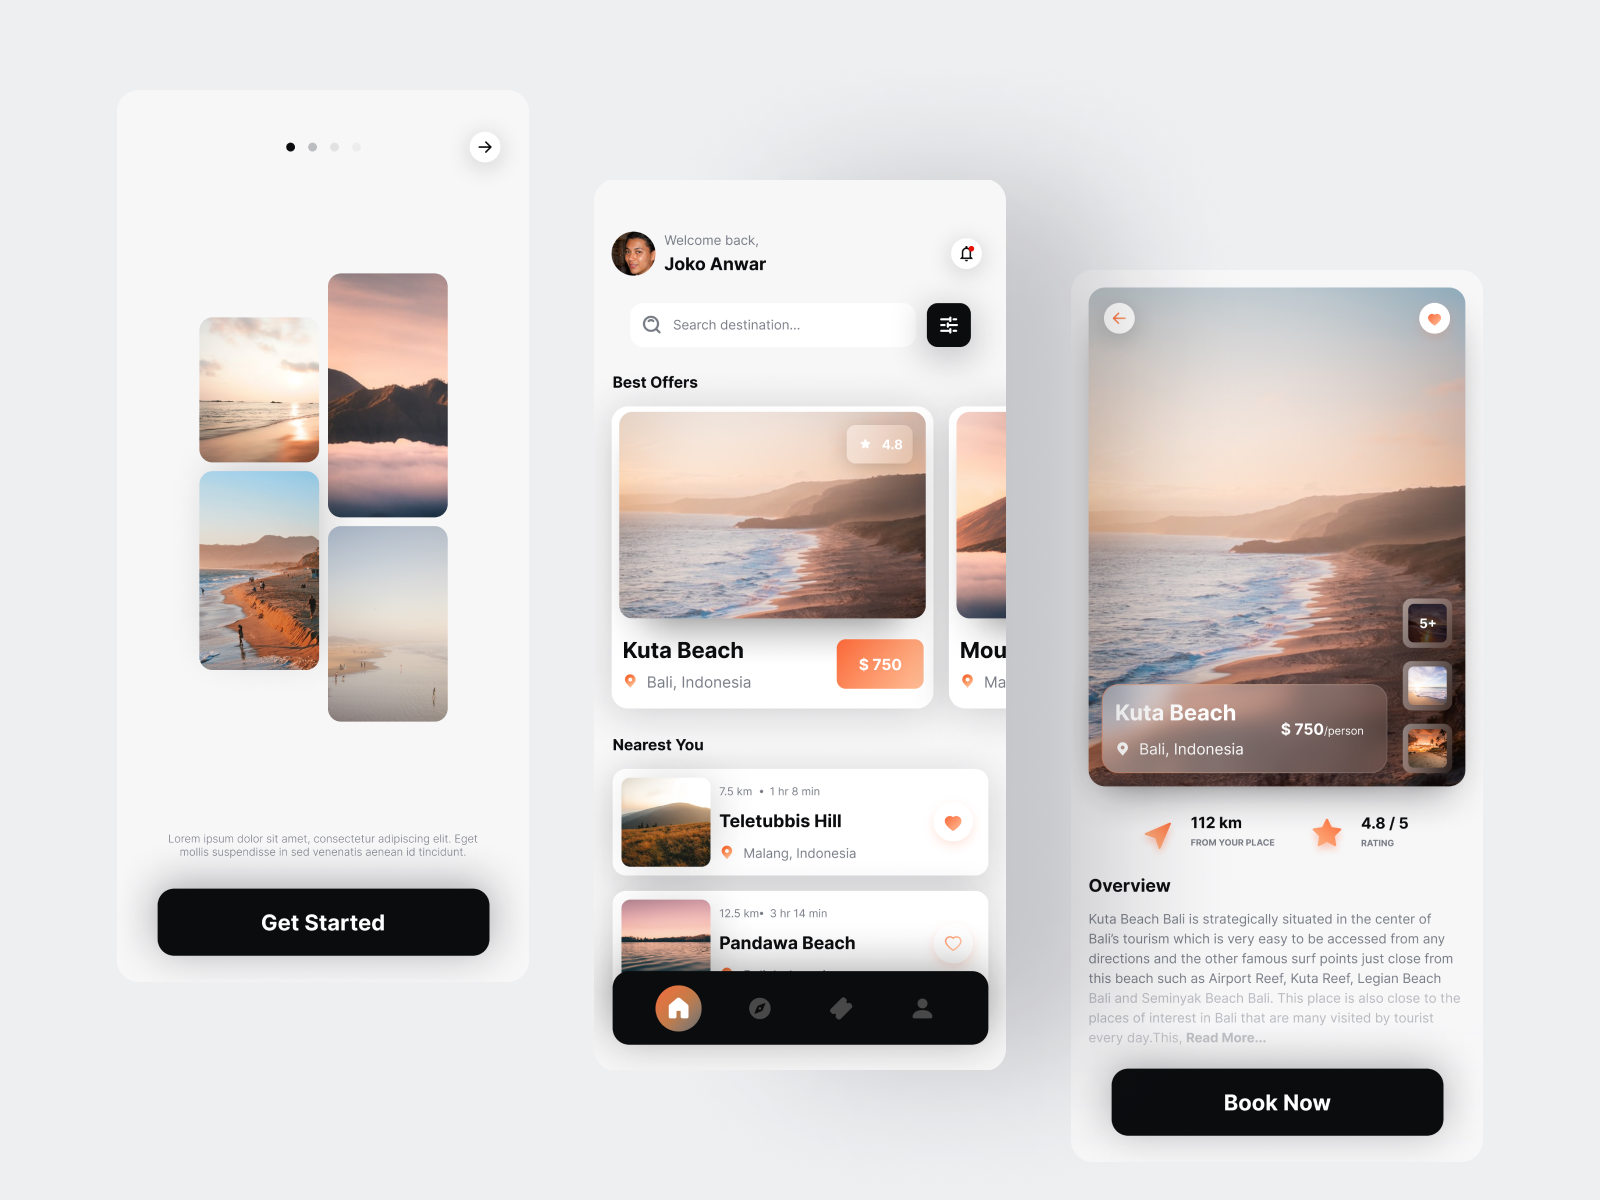 Lorem ipsum dolor sit amet, consectetur adipiscing elit. Eget
mollis suspendisse in sed venenatis aenean id tincidunt.
Get Started
Welcome back,
Joko Anwar
Search destination...
Best Offers
4.8
Kuta Beach
Bali, Indonesia
$ 750
Mou
Ma
Nearest You
7.5 km • 1 hr 8 min
Teletubbis Hill
Malang, Indonesia
12.5 km• 3 hr 14 min
Pandawa Beach
5+
Kuta Beach
Bali, Indonesia
$ 750/person
112 km
FROM YOUR PLACE
4.8 / 5
RATING
Overview
Kuta Beach Bali is strategically situated in the center of
Bali's tourism which is very easy to be accessed from any
directions and the other famous surf points just close from
this beach such as Airport Reef, Kuta Reef, Legian Beach
Bali and Seminyak Beach Bali. This place is also close to the
places of interest in Bali that are many visited by tourist
every day.This, Read More...
Book Now